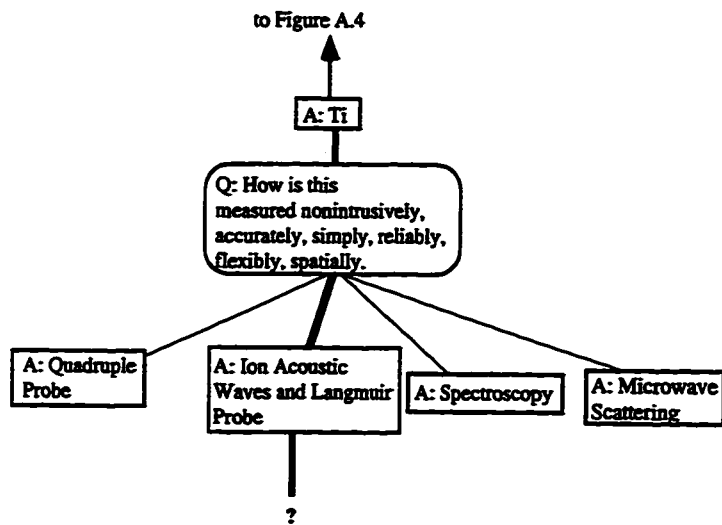 to Figure A.4
A: Ti
Q: How is this
measured nonintrusively,
accurately, simply, reliably,
flexibly, spatially.
A: Quadruple
Probe
A: Ion Acoustic
Waves and Langmuir
Probe
A: Spectroscopy
A: Microwave
Scattering
?